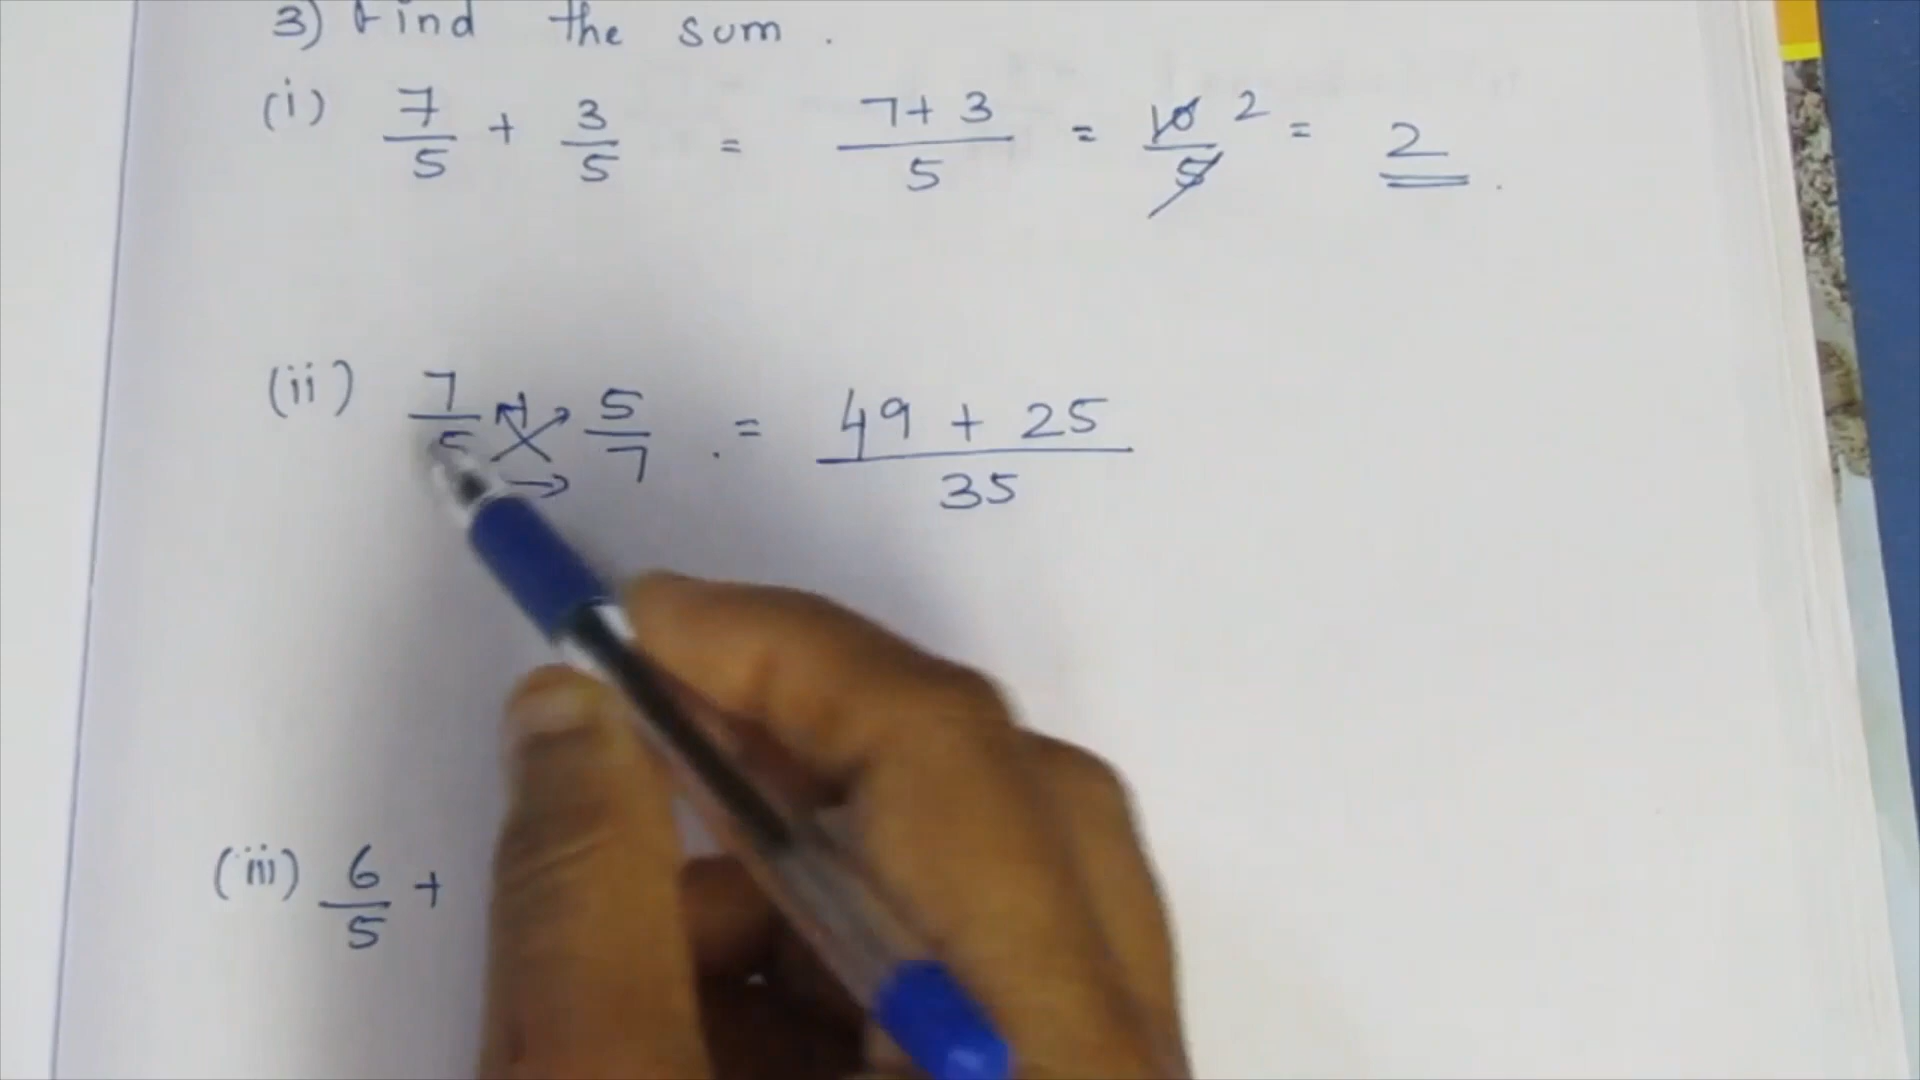 3) Find the sum.
(i) 7/5 + 3/5 = 7+3/5 = 10/5 2 = 2.
(ii) 7/5 + 5/7 . = 49 + 25/35
(iii) 6/5 +